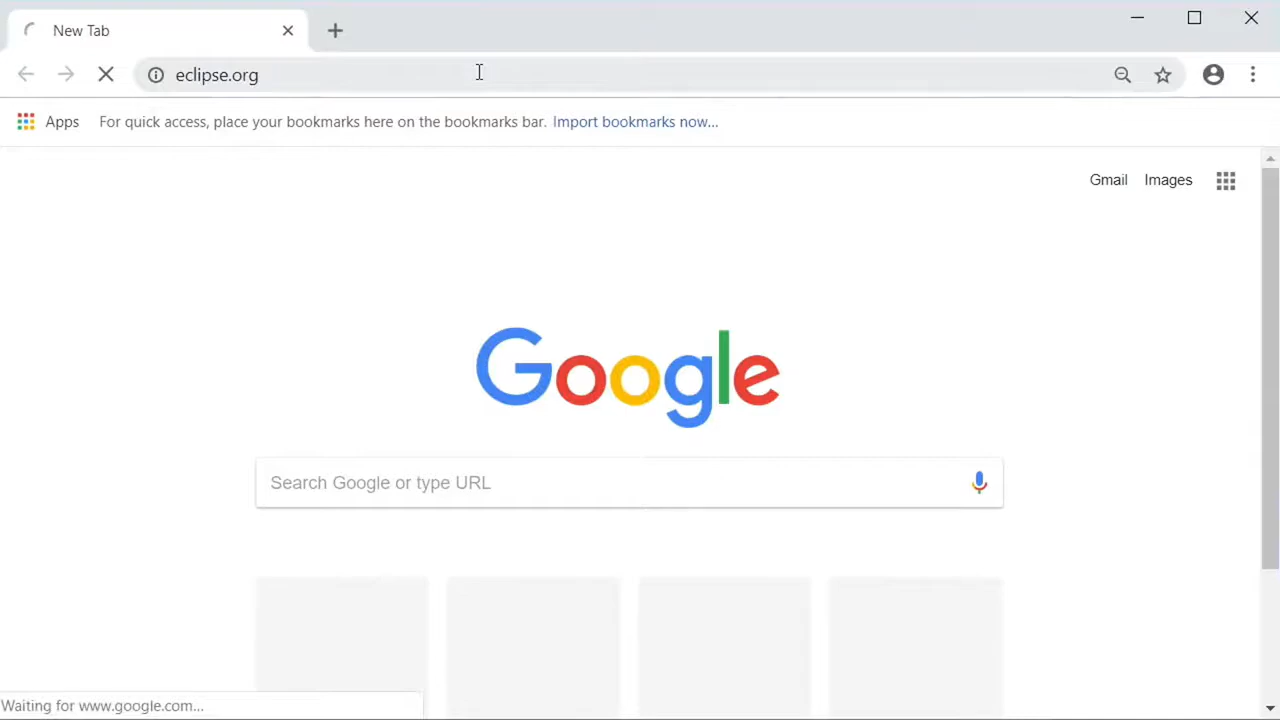 New Tab
eclipse.org
Apps
For quick access, place your bookmarks here on the bookmarks bar. Import bookmarks now...
Gmail Images
Google
Search Google or type URL
Waiting for www.google.com...